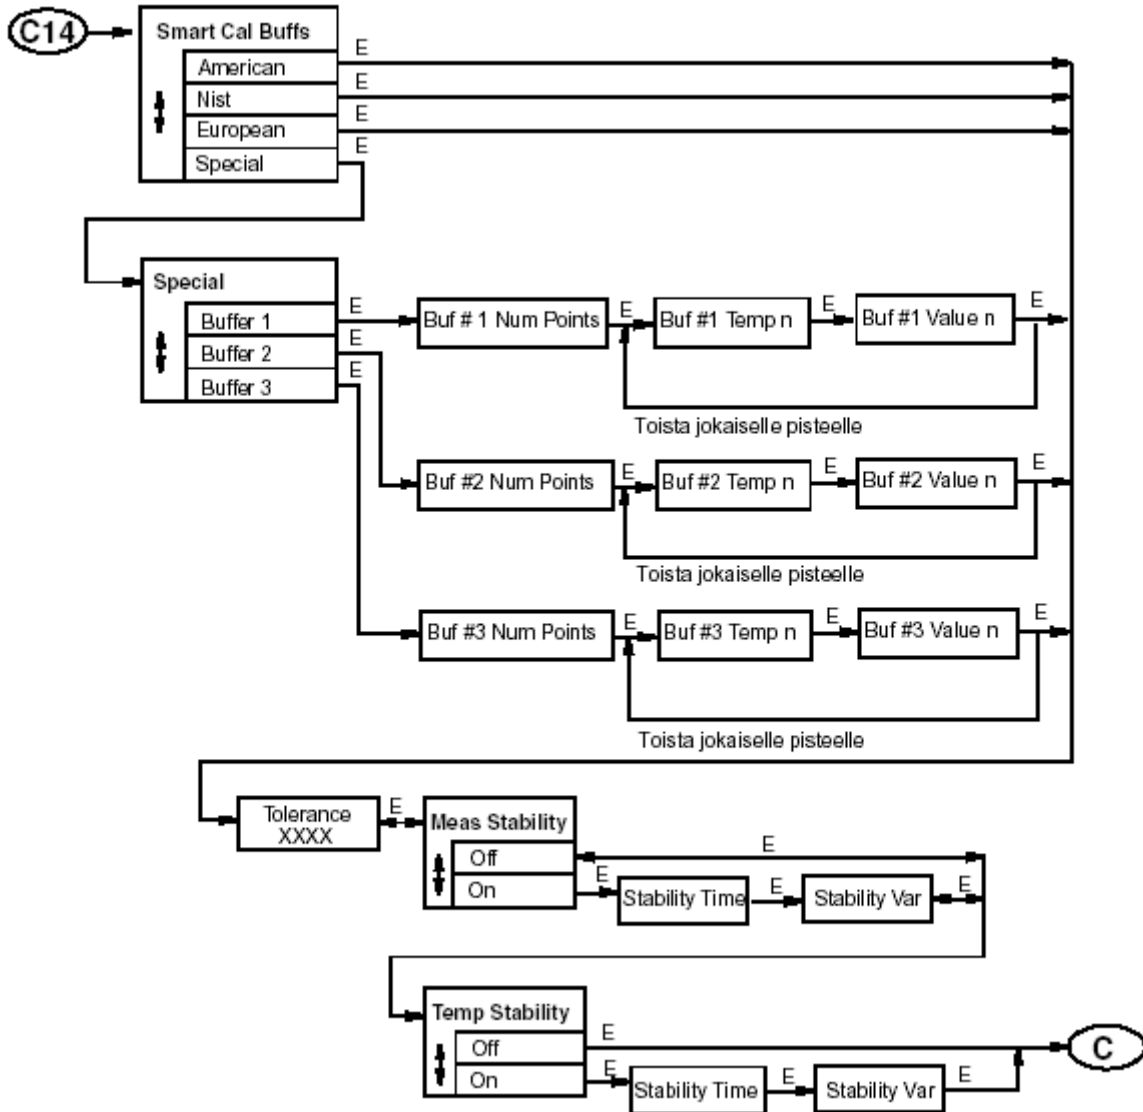 C14
Smart Cal Buffs
E
American
E
Nist
E
European
E
Special
Special
E
Buffer 1
E
Buffer 2
E
Buffer 3
Buf # 1 Num Points
E
Buf #1 Temp n
E
Buf #1 Value n
E
Toista jokaiselle pisteelle
Buf #2 Num Points
E
Buf #2 Temp n
E
Buf #2 Value n
E
Toista jokaiselle pisteelle
Buf #3 Num Points
E
Buf #3 Temp n
E
Buf #3 Value n
E
Toista jokaiselle pisteelle
Tolerance
XXXX
E
Meas Stability
Off
E
On
E
Stability Time
E
Stability Var
E
Temp Stability
Off
E
On
E
Stability Time
E
Stability Var
E
C